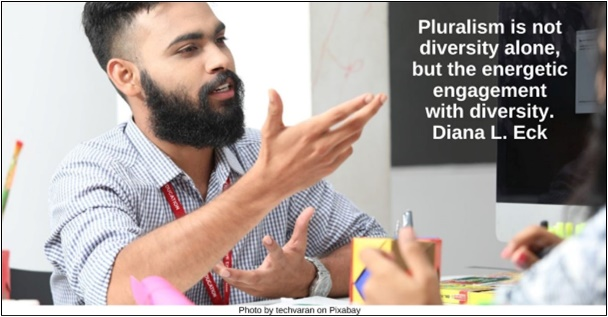 Pluralism is not
diversity alone,
but the energetic
engagement
with diversity.
Diana L. Eck
Photo by techvaran on Pixabay